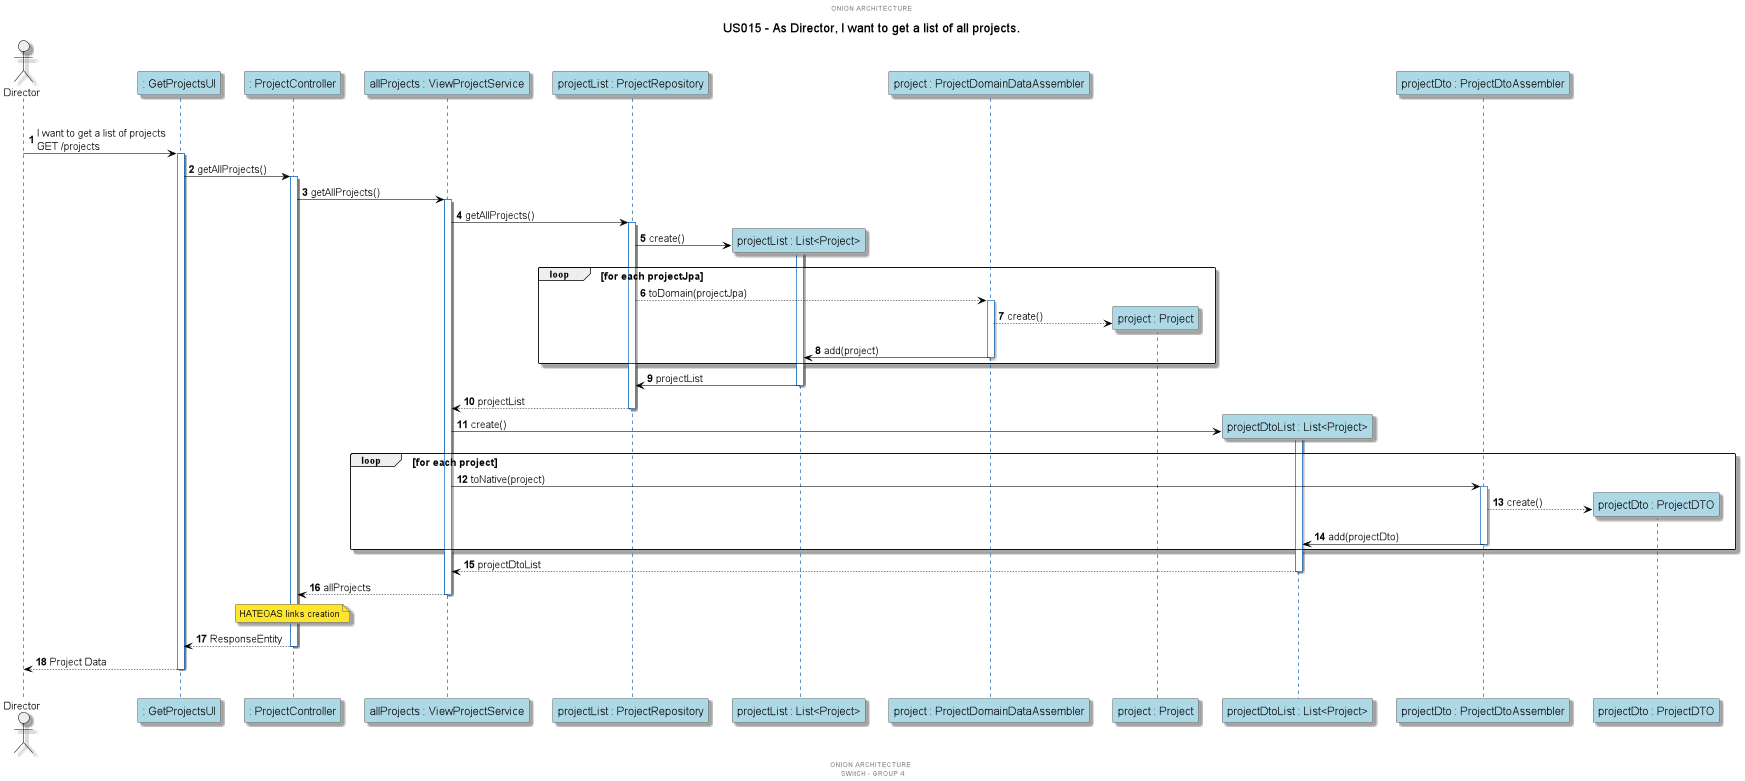 ONION ARCHITECTURE
US015 - As Director, I want to get a list of all projects.
Director
: GetProjectsUI
: ProjectController
allProjects : ViewProjectService
projectList : ProjectRepository
project : ProjectDomainDataAssembler
projectDto : ProjectDtoAssembler
1 I want to get a list of projects
GET /projects
2 getAllProjects()
3 getAllProjects()
4 getAllProjects()
5 create()
projectList : List<Project>
loop [for each projectJpa]
6 toDomain(projectJpa)
7 create()
project : Project
8 add(project)
9 projectList
10 projectList
11 create()
projectDtoList : List<Project>
loop [for each project]
12 toNative(project)
13 create()
projectDto : ProjectDTO
14 add(projectDto)
15 projectDtoList
16 allProjects
HATEOAS links creation
17 ResponseEntity
18 Project Data
Director
: GetProjectsUI
: ProjectController
allProjects : ViewProjectService
projectList : ProjectRepository
projectList : List<Project>
project : ProjectDomainDataAssembler
project : Project
projectDtoList : List<Project>
projectDto : ProjectDtoAssembler
projectDto : ProjectDTO
ONION ARCHITECTURE
SWitCH - GROUP 4